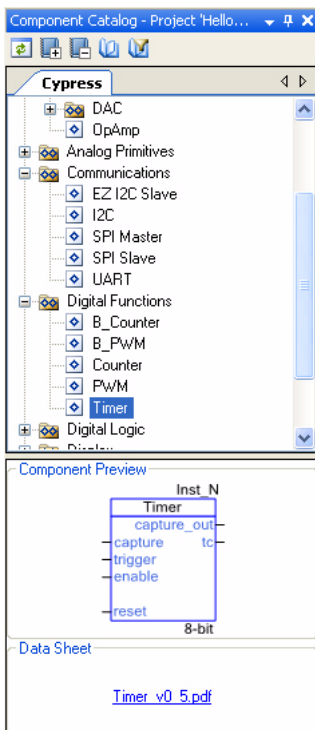 Component Catalog - Project 'Hello...
Cypress
DAC
OpAmp
Analog Primitives
Communications
EZ I2C Slave
I2C
SPI Master
SPI Slave
UART
Digital Functions
B_Counter
B_PWM
Counter
PWM
Timer
Digital Logic
Display
Component Preview
Inst_N
Timer
capture_out
capture tc
trigger
enable
reset
8-bit
Data Sheet
Timer_v0_5.pdf